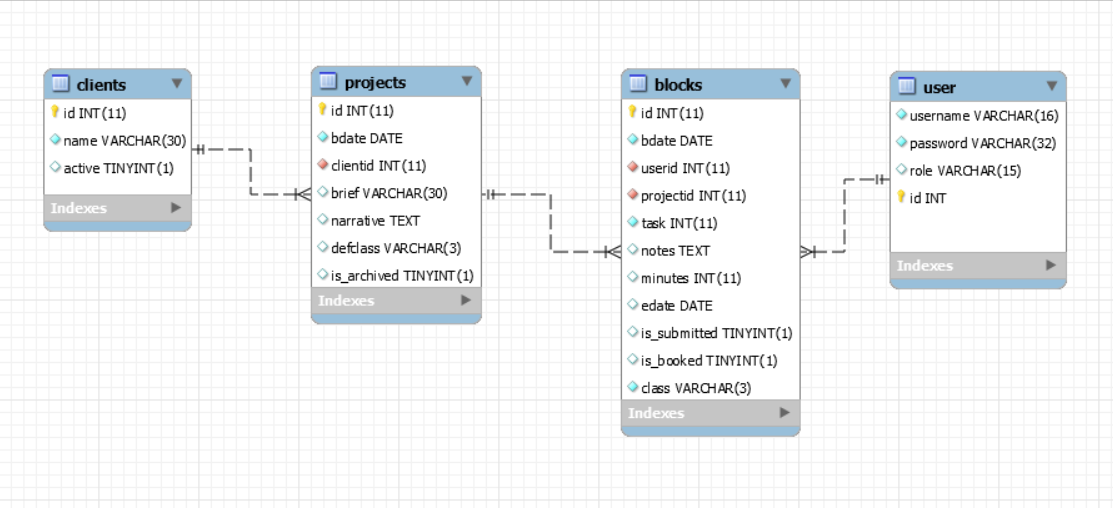 clients
id INT(11)
name VARCHAR(30)
active TINYINT(1)
Indexes
projects
id INT(11)
bdate DATE
clientid INT(11)
brief VARCHAR(30)
narrative TEXT
defclass VARCHAR(3)
is_archived TINYINT(1)
Indexes
blocks
id INT(11)
bdate DATE
userid INT(11)
projectid INT(11)
task INT(11)
notes TEXT
minutes INT(11)
edate DATE
is_submitted TINYINT(1)
is_booked TINYINT(1)
class VARCHAR(3)
Indexes
user
username VARCHAR(16)
password VARCHAR(32)
role VARCHAR(15)
id INT
Indexes